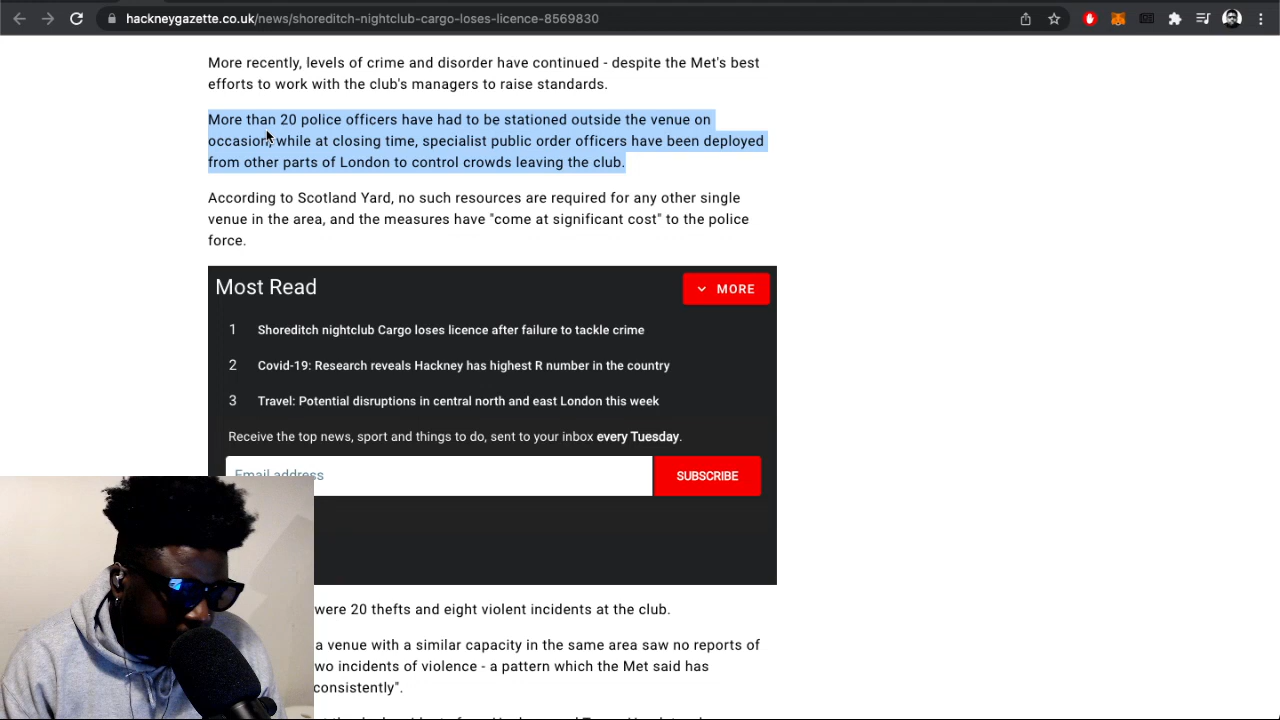 hackneygazette.co.uk/news/shoreditch-nightclub-cargo-loses-licence-8569830
More recently, levels of crime and disorder have continued - despite the Met's best
efforts to work with the club's managers to raise standards.
More than 20 police officers have had to be stationed outside the venue on
occasion, while at closing time, specialist public order officers have been deployed
from other parts of London to control crowds leaving the club.
According to Scotland Yard, no such resources are required for any other single
venue in the area, and the measures have "come at significant cost" to the police
force.
Most Read
MORE
1 Shoreditch nightclub Cargo loses licence after failure to tackle crime
2 Covid-19: Research reveals Hackney has highest R number in the country
3 Travel: Potential disruptions in central north and east London this week
Receive the top news, sport and things to do, sent to your inbox every Tuesday.
Email address
SUBSCRIBE
were 20 thefts and eight violent incidents at the club.
a venue with a similar capacity in the same area saw no reports of
wo incidents of violence - a pattern which the Met said has
consistently".